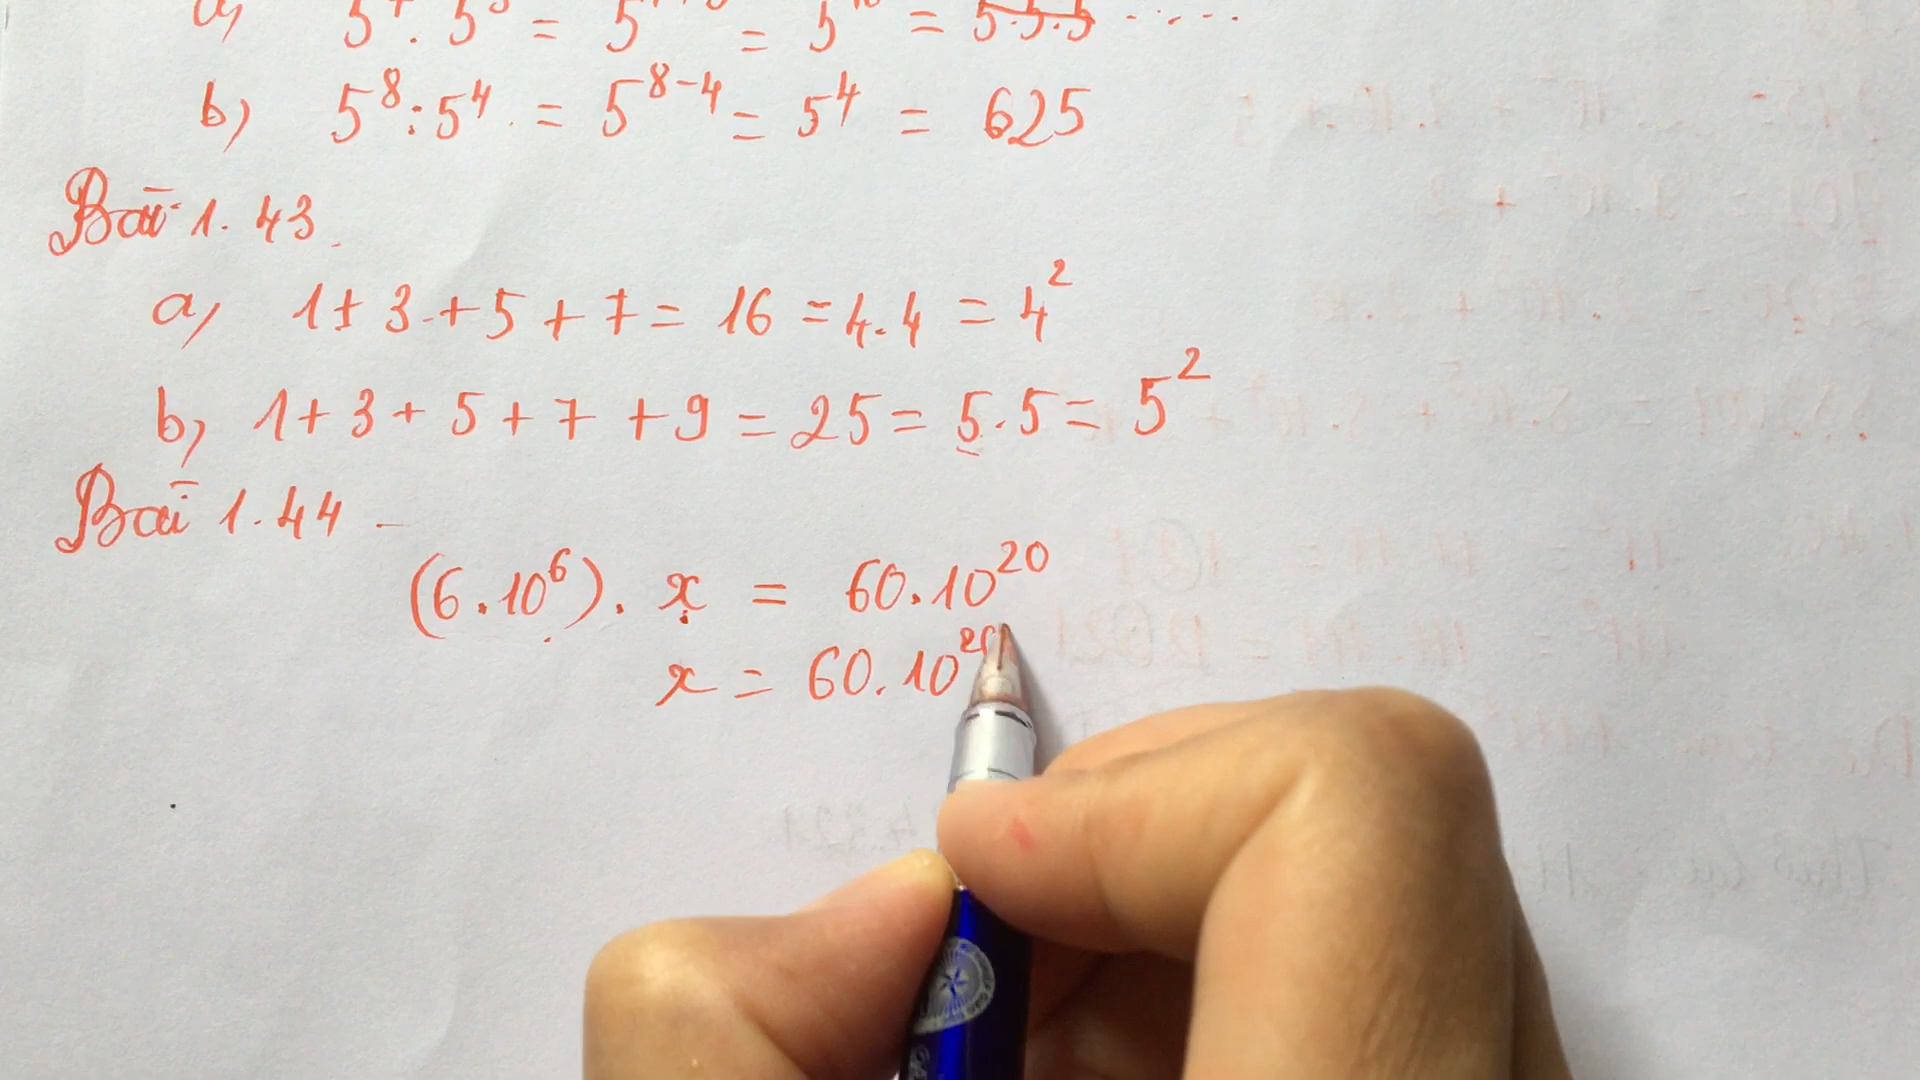 b) 5⁸ : 5⁴ = 5⁸⁻⁴ = 5⁴ = 625
Bài 1.43.
a) 1 + 3 + 5 + 7 = 16 = 4.4 = 4²
b) 1 + 3 + 5 + 7 + 9 = 25 = 5.5 = 5²
Bài 1.44
(6.10⁶). x = 60.10²⁰
x = 60.10²⁰